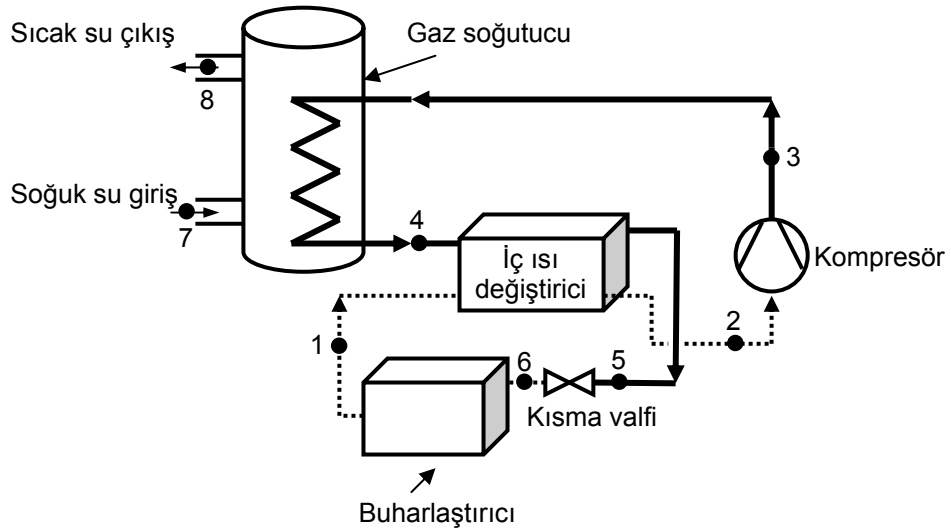 Sıcak su çıkış
Gaz soğutucu
8
3
Soğuk su giriş
7
4
Kompresör
İç ısı
değiştirici
1
2
6
5
Kısma valfi
Buharlaştırıcı